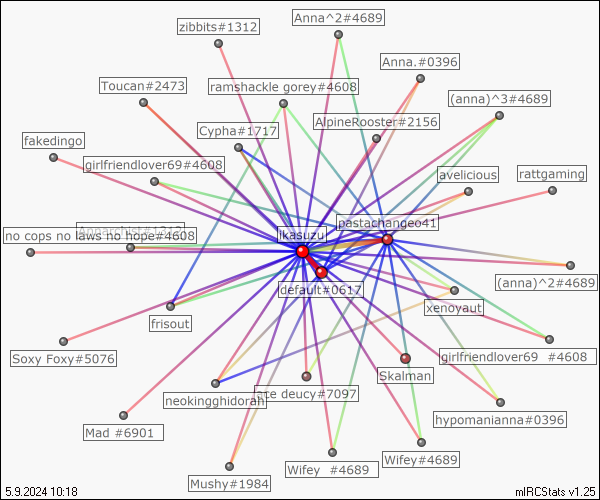 Anna^2#4689
zibbits#1312
Anna.#0396
Toucan#2473
ramshackle gorey#4608
(anna)^3#4689
AlpineRooster#2156
Cypha#1717
fakedingo
girlfriendlover69#4608
avelicious
rattgaming
pastachangeo41
ikasuzu
no cops no laws no hope#4608
default#0617
(anna)^2#4689
xenoyaut
frisout
Soxy Foxy#5076
girlfriendlover69 #4608
Skalman
ace deucy#7097
neokingghidorah
hypomanianna#0396
Mad #6901
Wifey#4689
Wifey #4689
Mushy#1984
5.9.2024 10:18
mIRCStats v1.25